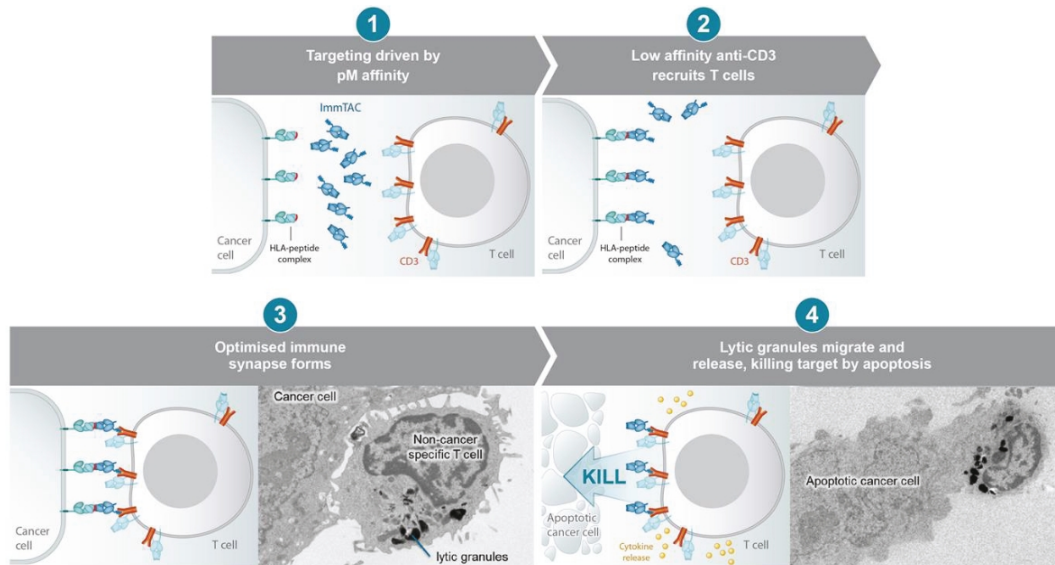 1
Targeting driven by
pM affinity
2
Low affinity anti-CD3
recruits T cells
ImmTAC
Cancer
cell
HLA-peptide
complex
CD3
T cell
Cancer
cell
HLA-peptide
complex
CD3
T cell
3
Optimised immune
synapse forms
4
Lytic granules migrate and
release, killing target by apoptosis
Cancer
cell
T cell
Cancer cell
Non-cancer
specific T cell
lytic granules
KILL
Apoptotic
cancer cell
Cytokine
release
T cell
Apoptotic cancer cell